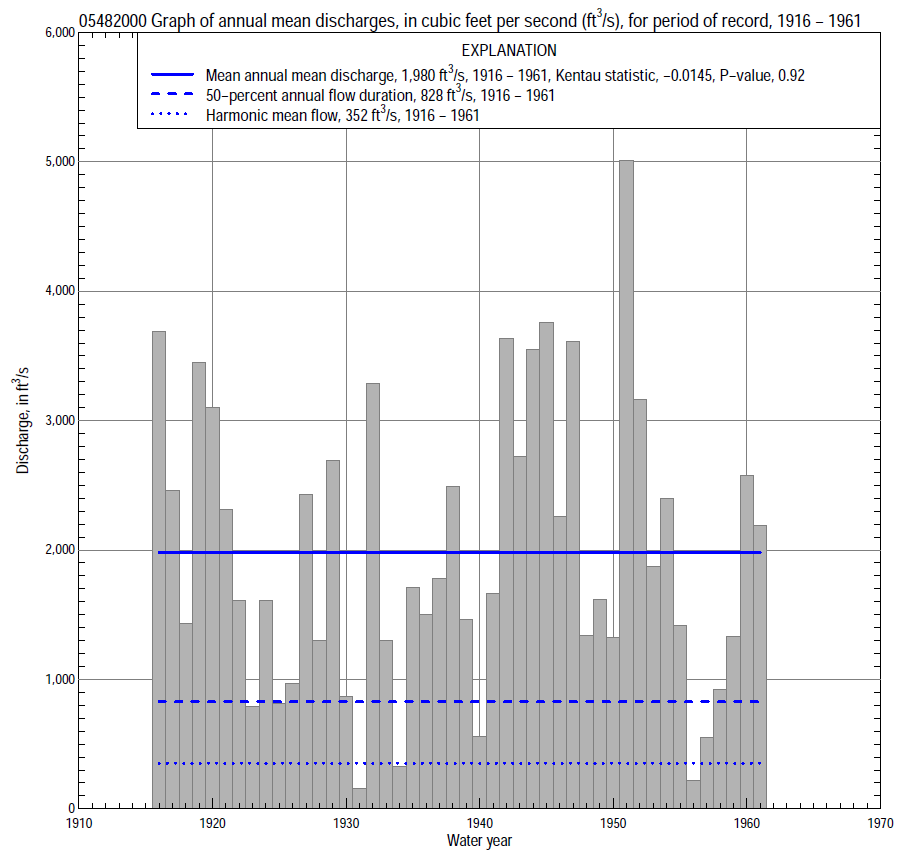 05482000 Graph of annual mean discharges, in cubic feet per second (ft³/s), for period of record, 1916 – 1961
EXPLANATION
Mean annual mean discharge, 1,980 ft³/s, 1916 – 1961, Kentau statistic, –0.0145, P–value, 0.92
50–percent annual flow duration, 828 ft³/s, 1916 – 1961
Harmonic mean flow, 352 ft³/s, 1916 – 1961
6,000
5,000
4,000
3,000
2,000
1,000
0
Discharge, in ft³/s
1910 1920 1930 1940 1950 1960 1970
Water year